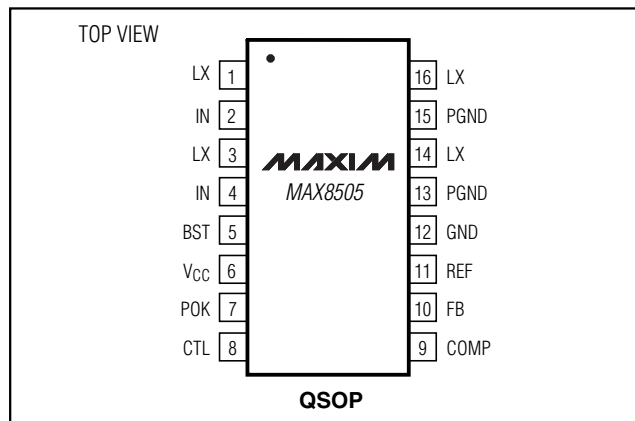 TOP VIEW
LX 1
IN 2
LX 3
IN 4
BST 5
VCC 6
POK 7
CTL 8
MAXIM
MAX8505
16 LX
15 PGND
14 LX
13 PGND
12 GND
11 REF
10 FB
9 COMP
QSOP